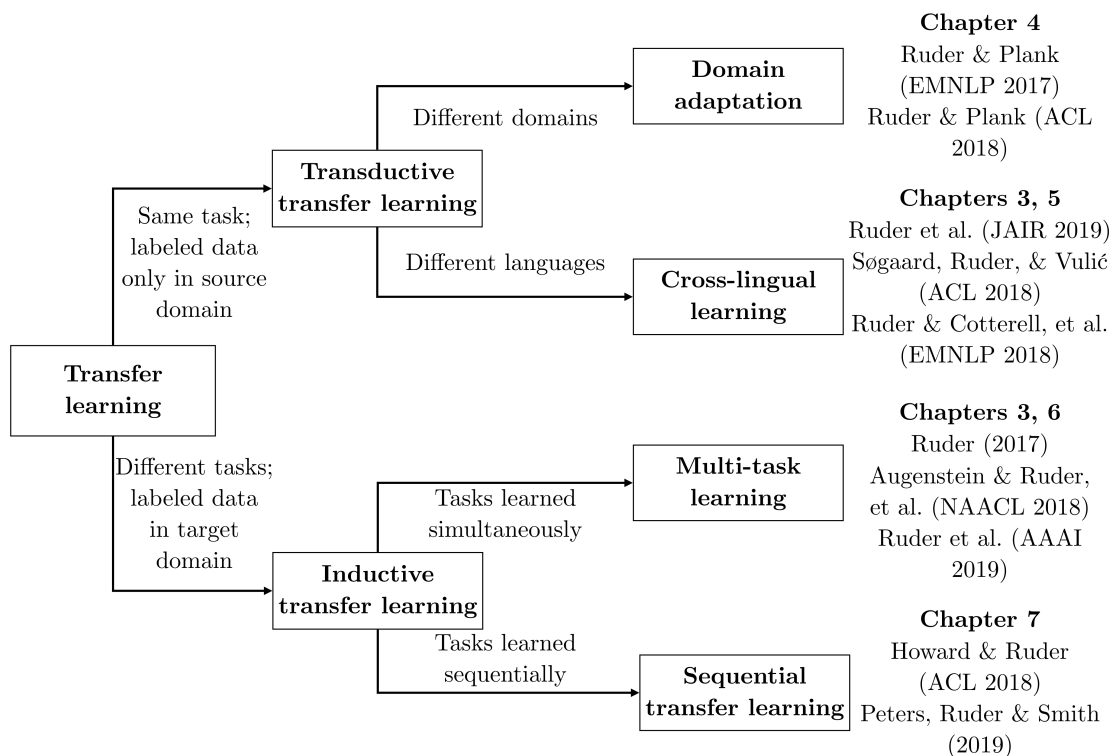 Chapter 4
Ruder & Plank
(EMNLP 2017)
Ruder & Plank (ACL
2018)
Domain
adaptation
Different domains
Transductive
transfer learning
Same task;
labeled data
only in source
domain
Different languages
Cross-lingual
learning
Chapters 3, 5
Ruder et al. (JAIR 2019)
Søgaard, Ruder, & Vulić
(ACL 2018)
Ruder & Cotterell, et al.
(EMNLP 2018)
Transfer
learning
Different tasks;
labeled data
in target
domain
Multi-task
learning
Chapters 3, 6
Ruder (2017)
Augenstein & Ruder,
et al. (NAACL 2018)
Ruder et al. (AAAI
2019)
Tasks learned
simultaneously
Inductive
transfer learning
Tasks learned
sequentially
Sequential
transfer learning
Chapter 7
Howard & Ruder
(ACL 2018)
Peters, Ruder & Smith
(2019)